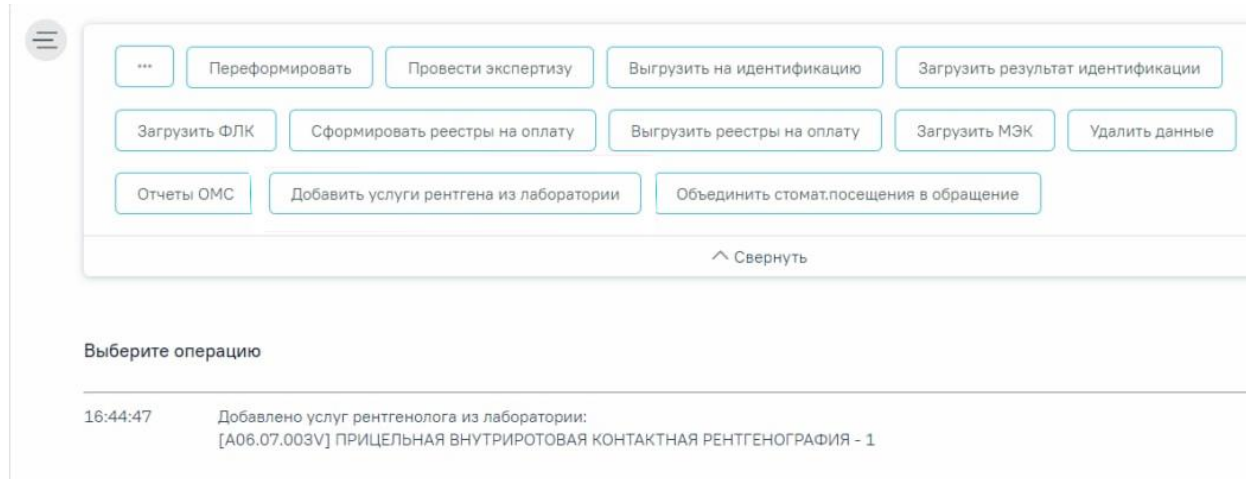 ...
Переформировать
Провести экспертизу
Выгрузить на идентификацию
Загрузить результат идентификации
Загрузить ФЛК
Сформировать реестры на оплату
Выгрузить реестры на оплату
Загрузить МЭК
Удалить данные
Отчеты ОМС
Добавить услуги рентгена из лаборатории
Объединить стомат.посещения в обращение
Свернуть
Выберите операцию
16:44:47 Добавлено услуг рентгенолога из лаборатории:
[A06.07.003V] ПРИЦЕЛЬНАЯ ВНУТРИРОТОВАЯ КОНТАКТНАЯ РЕНТГЕНОГРАФИЯ - 1